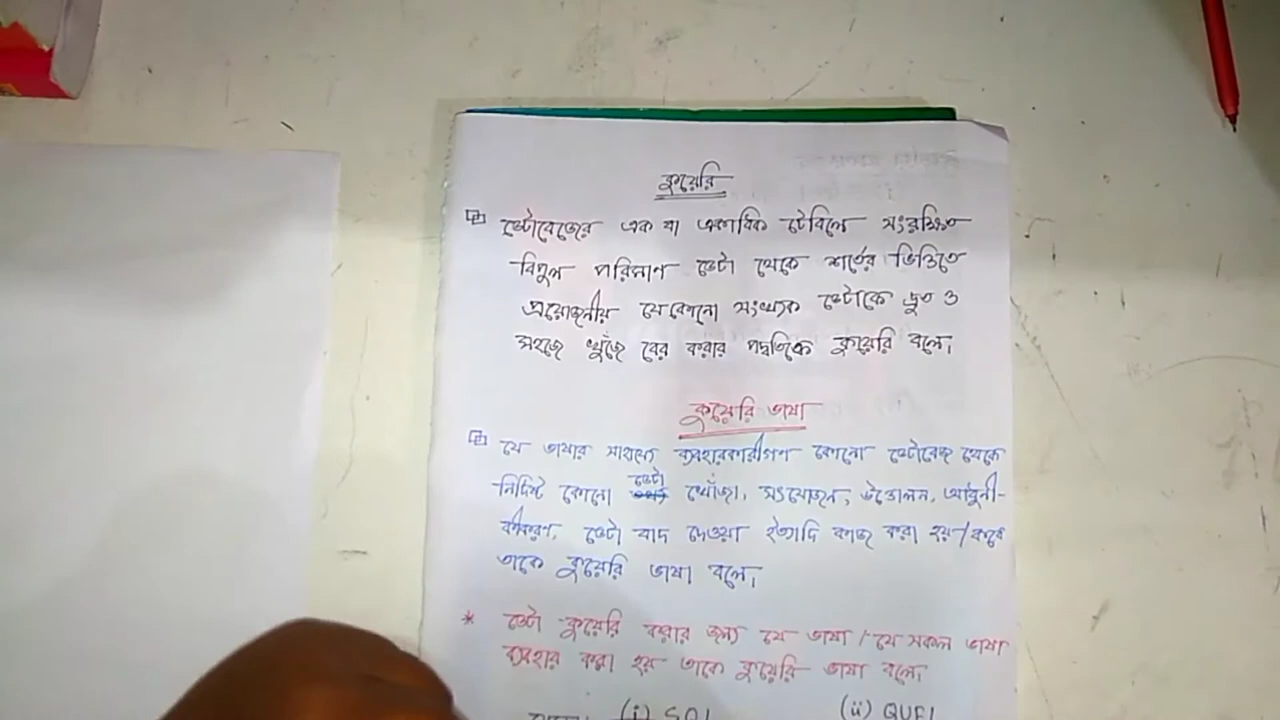 কুয়েরি
ডেটাবেজের এক বা একাধিক টেবিলে সংরক্ষিত
বিপুল পরিমাণ ডেটা থেকে শর্তের ভিত্তিতে
প্রয়োজনীয় যেকোনো সংখ্যক ডেটাকে দ্রুত ও
সহজে খুঁজে বের করার পদ্ধতিকে কুয়েরি বলে।
কুয়েরি ভাষা
যে ভাষার সাহায্যে ব্যবহারকারীগণ কোনো ডেটাবেজ থেকে
নির্দিষ্ট কোনো ডেটা খোঁজা, সংযোজন, উত্তোলন, আধুনী-
কীকরণ, ডেটা বাদ দেওয়া ইত্যাদি কাজ করা হয়/করে
তাকে কুয়েরি ভাষা বলে।
* ডেটা কুয়েরি করার জন্য যে ভাষা/যে সকল ভাষা
ব্যবহার করা হয় তাকে কুয়েরি ভাষা বলে।
(i) SQL (ii) QUEL